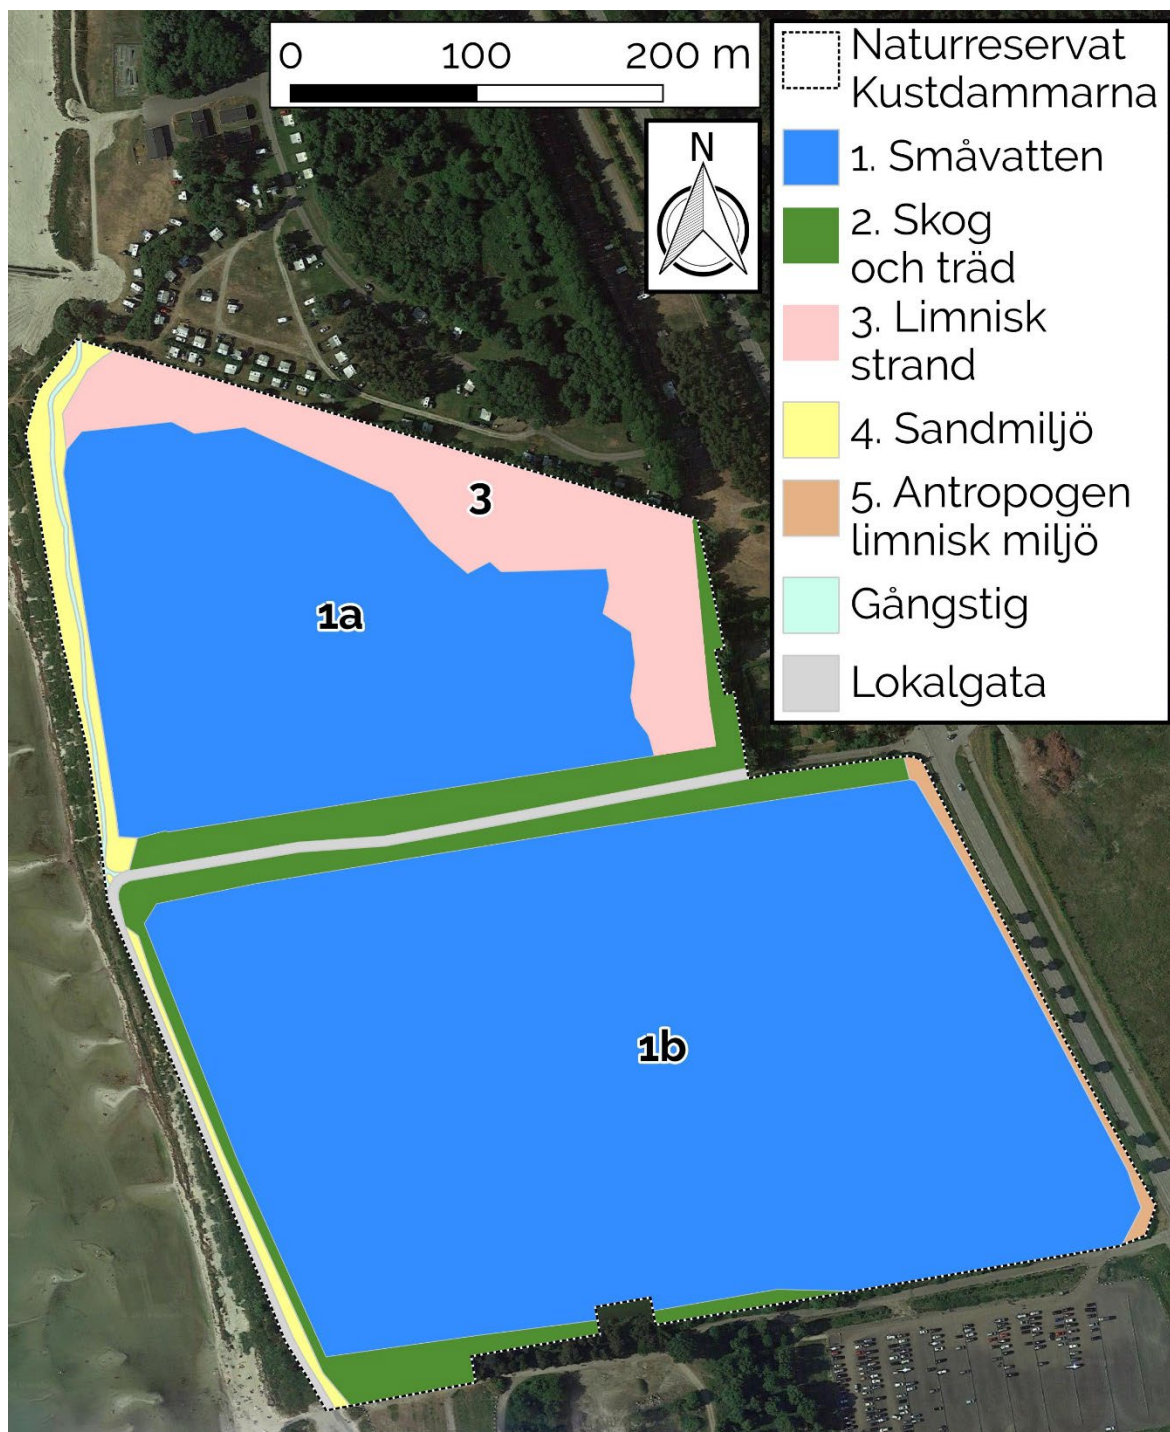 0 100 200 m
N
Naturreservat
Kustdammarna
1. Småvatten
2. Skog
och träd
3. Limnisk
strand
4. Sandmiljö
5. Antropogen
limnisk miljö
Gångstig
Lokalgata
3
1a
1b